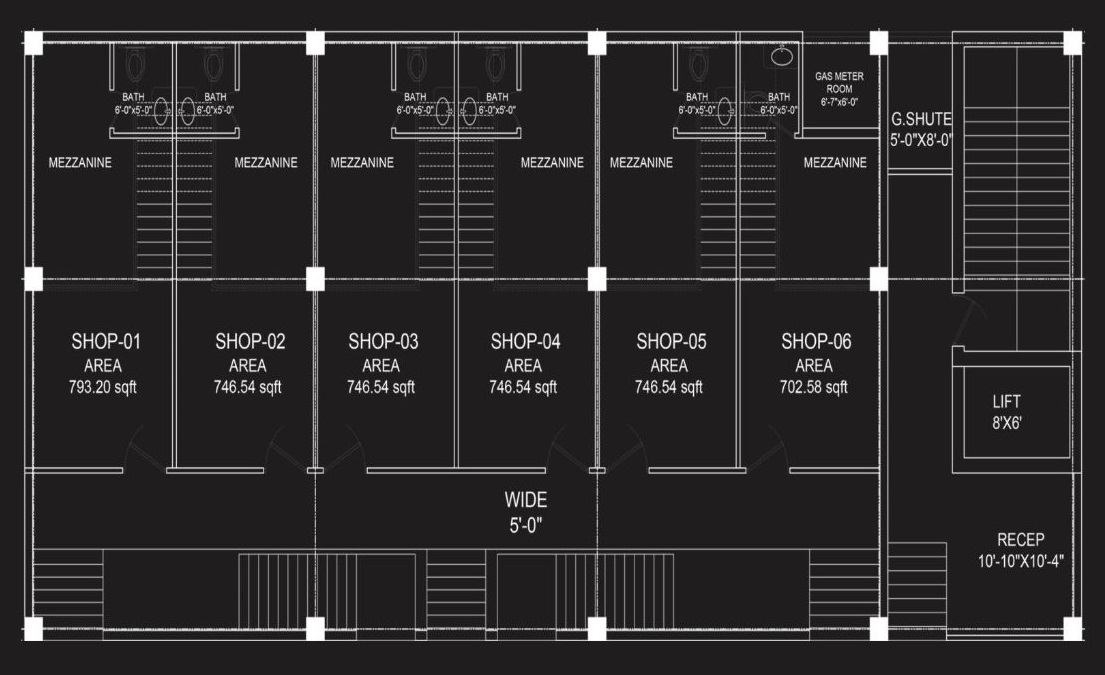 BATH
6'-0"x5'-0"
BATH
6'-0"x5'-0"
BATH
6'-0"x5'-0"
BATH
6'-0"x5'-0"
BATH
6'-0"x5'-0"
BATH
6'-0"x5'-0"
GAS METER
ROOM
6'-7"x6'-0"
G.SHUTE
5'-0"X8'-0"
MEZZANINE
MEZZANINE
MEZZANINE
MEZZANINE
MEZZANINE
MEZZANINE
SHOP-01
AREA
793.20 sqft
SHOP-02
AREA
746.54 sqft
SHOP-03
AREA
746.54 sqft
SHOP-04
AREA
746.54 sqft
SHOP-05
AREA
746.54 sqft
SHOP-06
AREA
702.58 sqft
LIFT
8'X6'
WIDE
5'-0"
RECEP
10'-10"X10'-4"